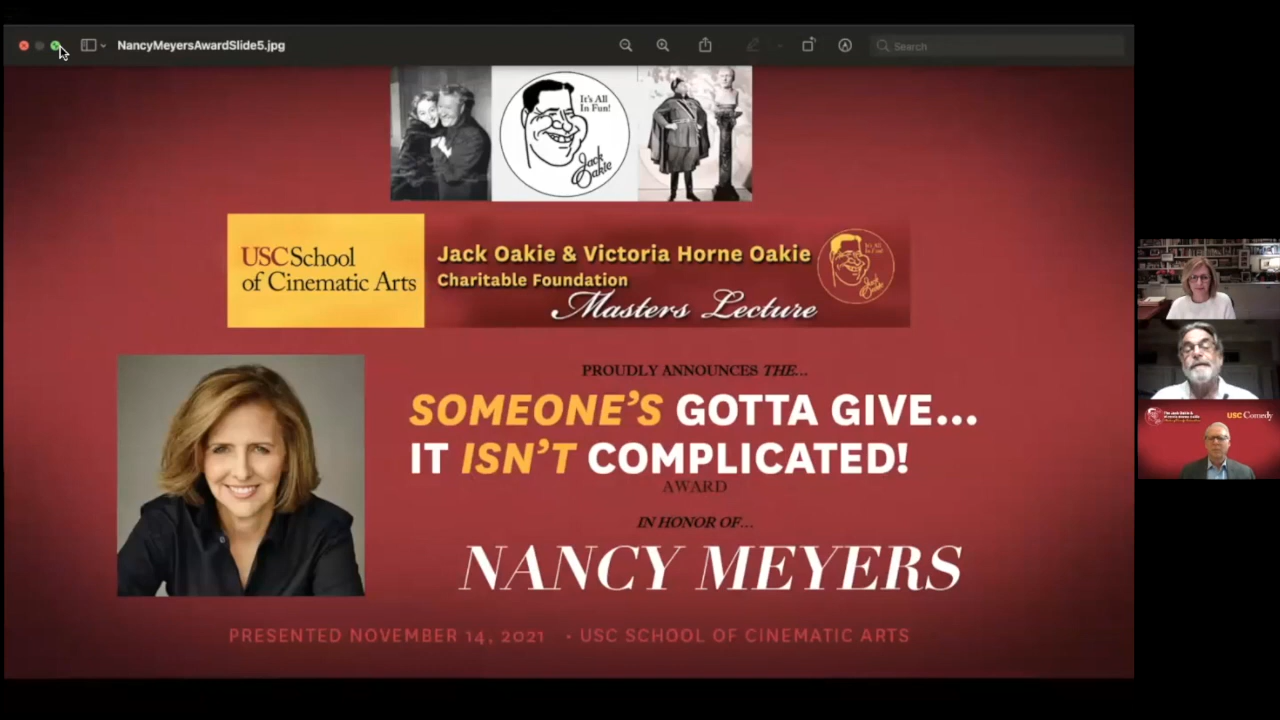 NancyMeyersAwardSlide5.jpg
Search
It's All
In Fun!
Jack
Oakie
USC School
of Cinematic Arts
Jack Oakie & Victoria Horne Oakie
Charitable Foundation
Masters Lecture
PROUDLY ANNOUNCES THE...
SOMEONE'S GOTTA GIVE...
IT ISN'T COMPLICATED!
AWARD
IN HONOR OF...
NANCY MEYERS
PRESENTED NOVEMBER 14, 2021 • USC SCHOOL OF CINEMATIC ARTS
USC Comedy